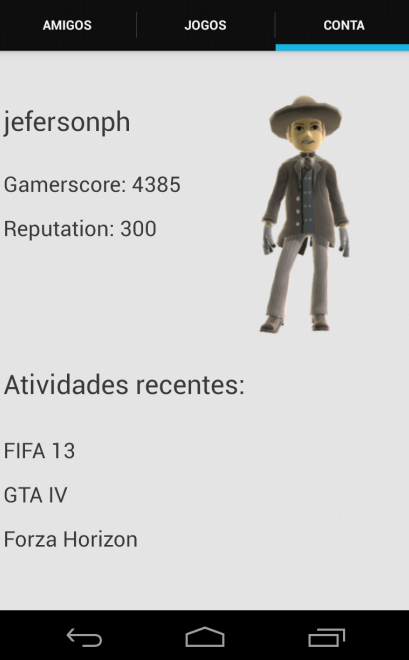 AMIGOS JOGOS CONTA
jefersonph
Gamerscore: 4385
Reputation: 300
Atividades recentes:
FIFA 13
GTA IV
Forza Horizon